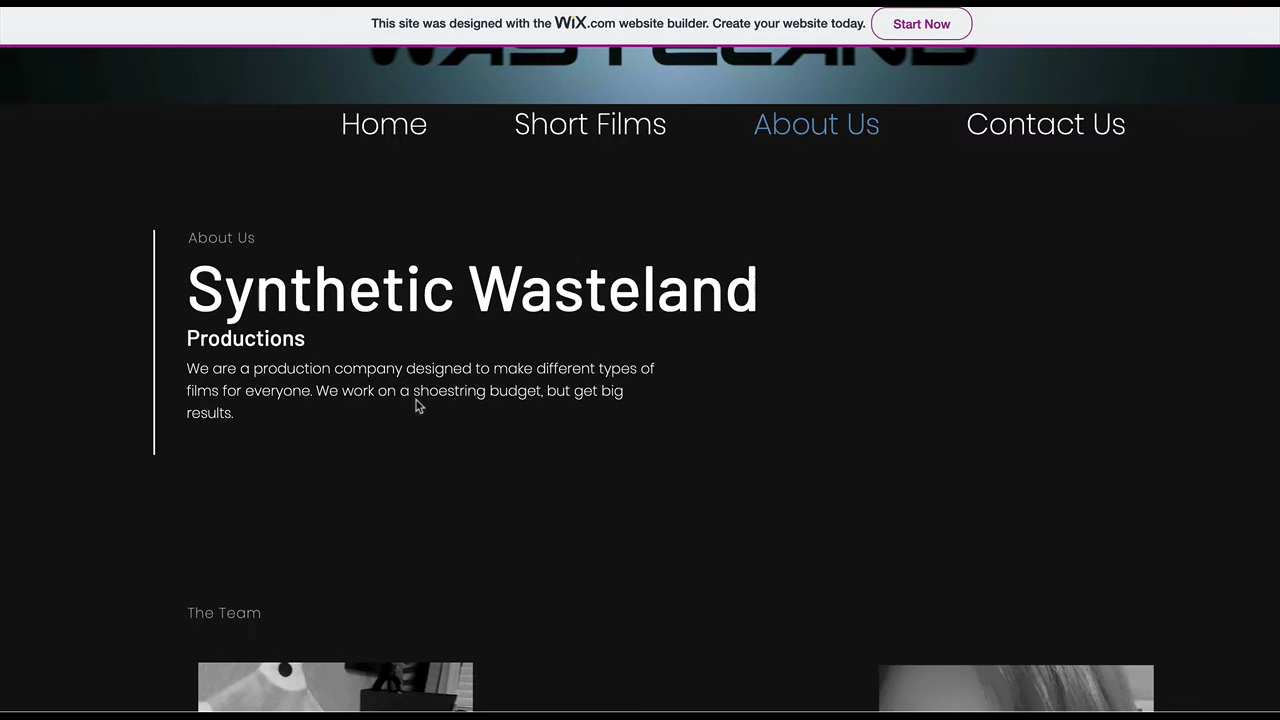 This site was designed with the WiX.com website builder. Create your website today. Start Now
WASTELAND
Home Short Films About Us Contact Us
About Us
Synthetic Wasteland
Productions
We are a production company designed to make different types of
films for everyone. We work on a shoestring budget, but get big
results.
The Team